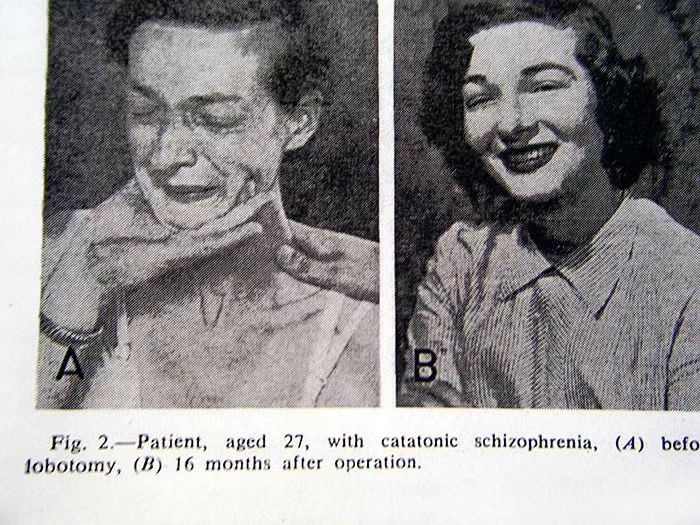 A
B
Fig. 2.—Patient, aged 27, with catatonic schizophrenia, (A) befo
lobotomy, (B) 16 months after operation.